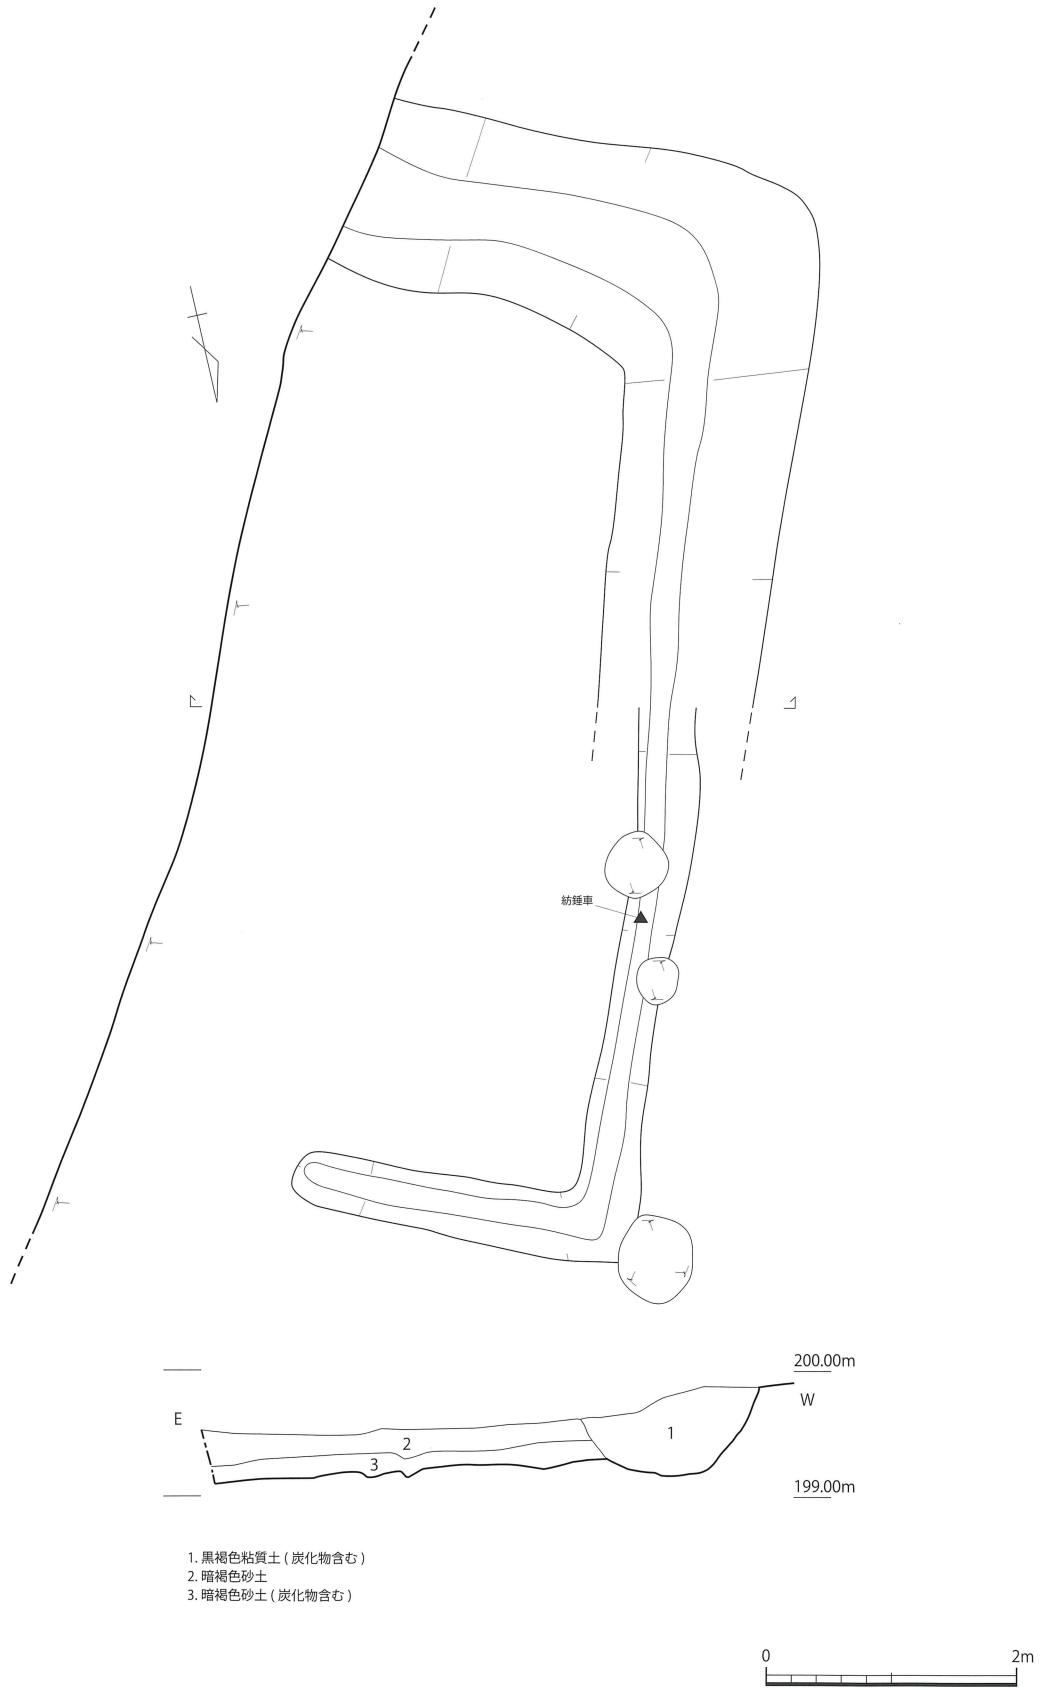 紡錘車
200.00m
E
W
2
1
3
199.00m
1. 黒褐色粘質土 ( 炭化物含む )
2. 暗褐色砂土
3. 暗褐色砂土 ( 炭化物含む )
0
2m